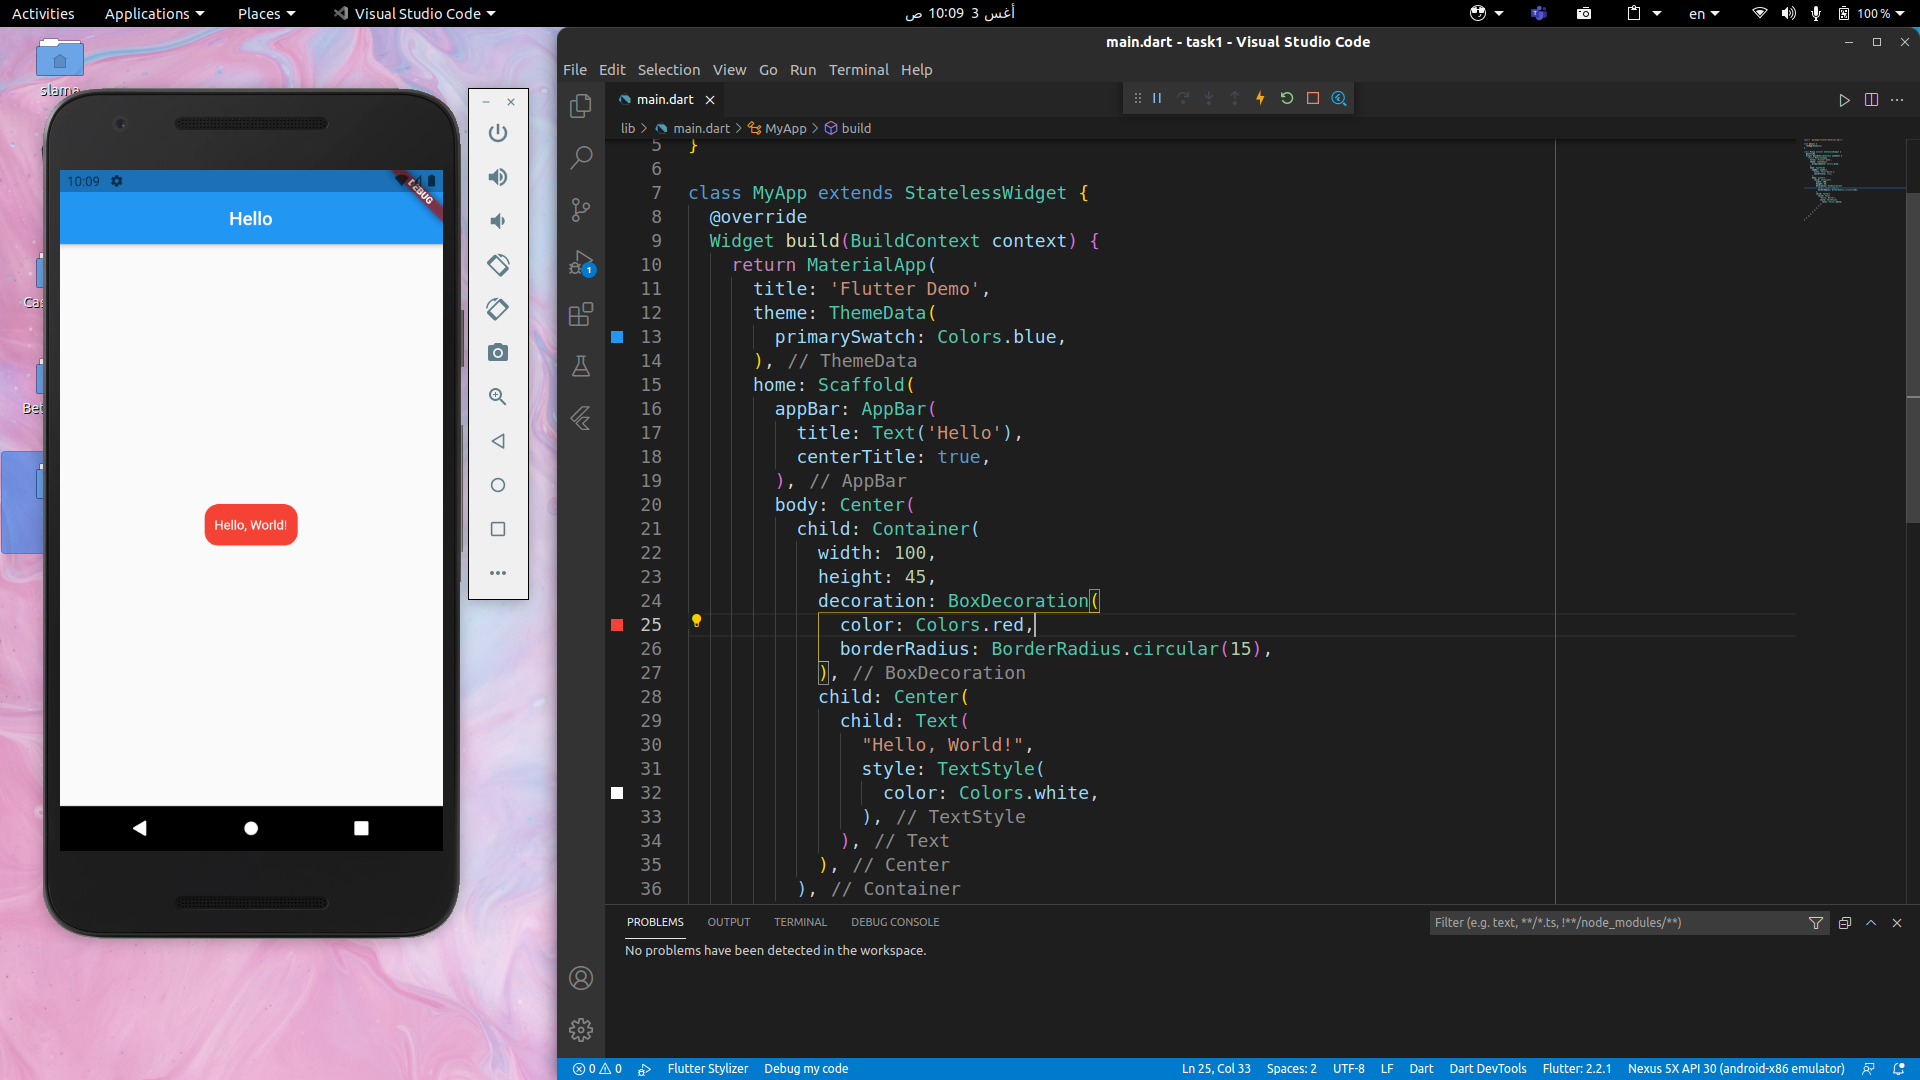 Activities Applications Places Visual Studio Code أغس 3 10:09 ص en 100 %
slama
10:09
DEBUG
Hello
Hello, World!
main.dart - task1 - Visual Studio Code
File Edit Selection View Go Run Terminal Help
main.dart
lib > main.dart > MyApp > build
5 }
6
7 class MyApp extends StatelessWidget {
8 @override
9 Widget build(BuildContext context) {
10 return MaterialApp(
11 title: 'Flutter Demo',
12 theme: ThemeData(
13 primarySwatch: Colors.blue,
14 ), // ThemeData
15 home: Scaffold(
16 appBar: AppBar(
17 title: Text('Hello'),
18 centerTitle: true,
19 ), // AppBar
20 body: Center(
21 child: Container(
22 width: 100,
23 height: 45,
24 decoration: BoxDecoration(
25 color: Colors.red,
26 borderRadius: BorderRadius.circular(15),
27 ), // BoxDecoration
28 child: Center(
29 child: Text(
30 "Hello, World!",
31 style: TextStyle(
32 color: Colors.white,
33 ), // TextStyle
34 ), // Text
35 ), // Center
36 ), // Container
1
PROBLEMS OUTPUT TERMINAL DEBUG CONSOLE Filter (e.g. text, **/*.ts, !**/node_modules/**)
No problems have been detected in the workspace.
0 0 Flutter Stylizer Debug my code Ln 25, Col 33 Spaces: 2 UTF-8 LF Dart Dart DevTools Flutter: 2.2.1 Nexus 5X API 30 (android-x86 emulator)